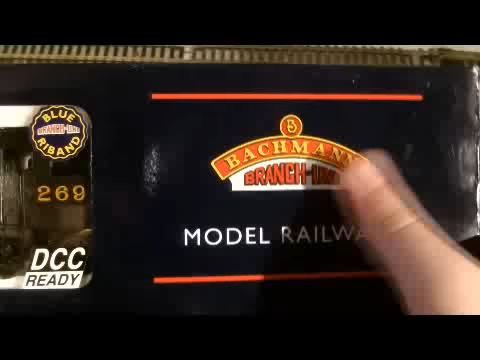 BLUE
BRANCH-LINE
RIBAND
269
DCC
READY
B
BACHMANN
BRANCH-LINE
MODEL RAILWA